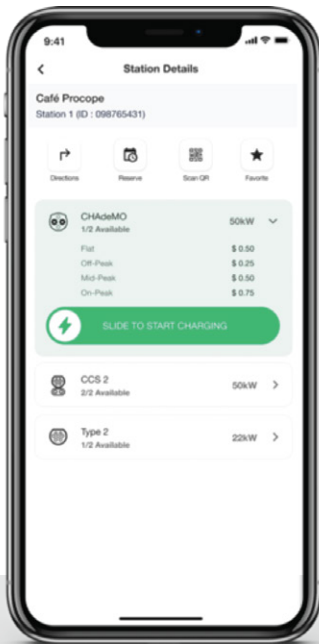 9:41
Station Details
Café Procope
Station 1 (ID : 098765431)
Directions Reserve Scan QR Favorite
CHAdeMO 50kW
1/2 Available
Flat $ 0.50
Off-Peak $ 0.25
Mid-Peak $ 0.50
On-Peak $ 0.75
SLIDE TO START CHARGING
CCS 2 50kW
2/2 Available
Type 2 22kW
1/2 Available